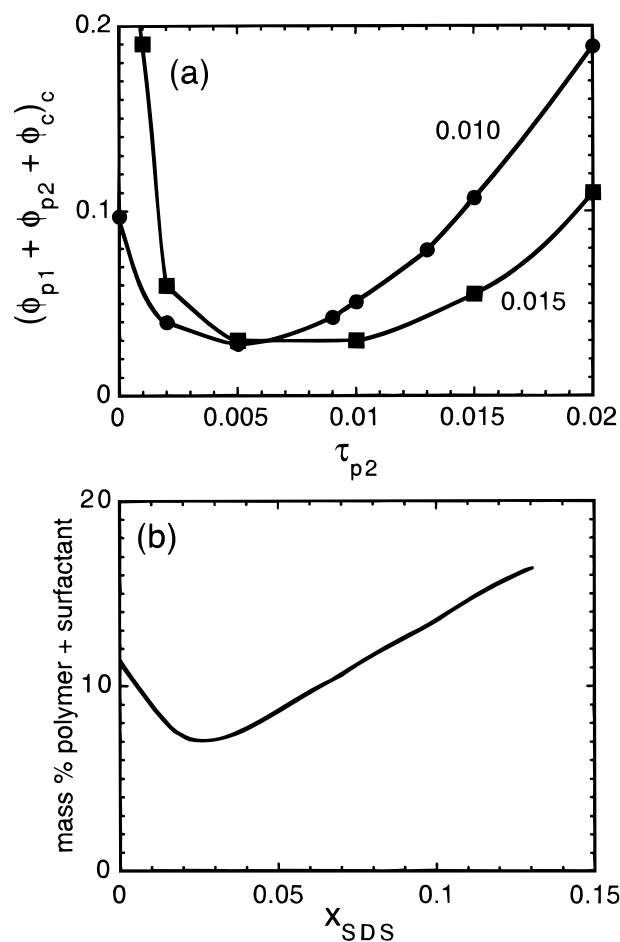 (a)
0.2
0.1
0
(ϕp1 + ϕp2 + ϕc)c
0.010
0.015
0 0.005 0.01 0.015 0.02
τp2
(b)
20
10
0
mass % polymer + surfactant
0 0.05 0.1 0.15
xSDS